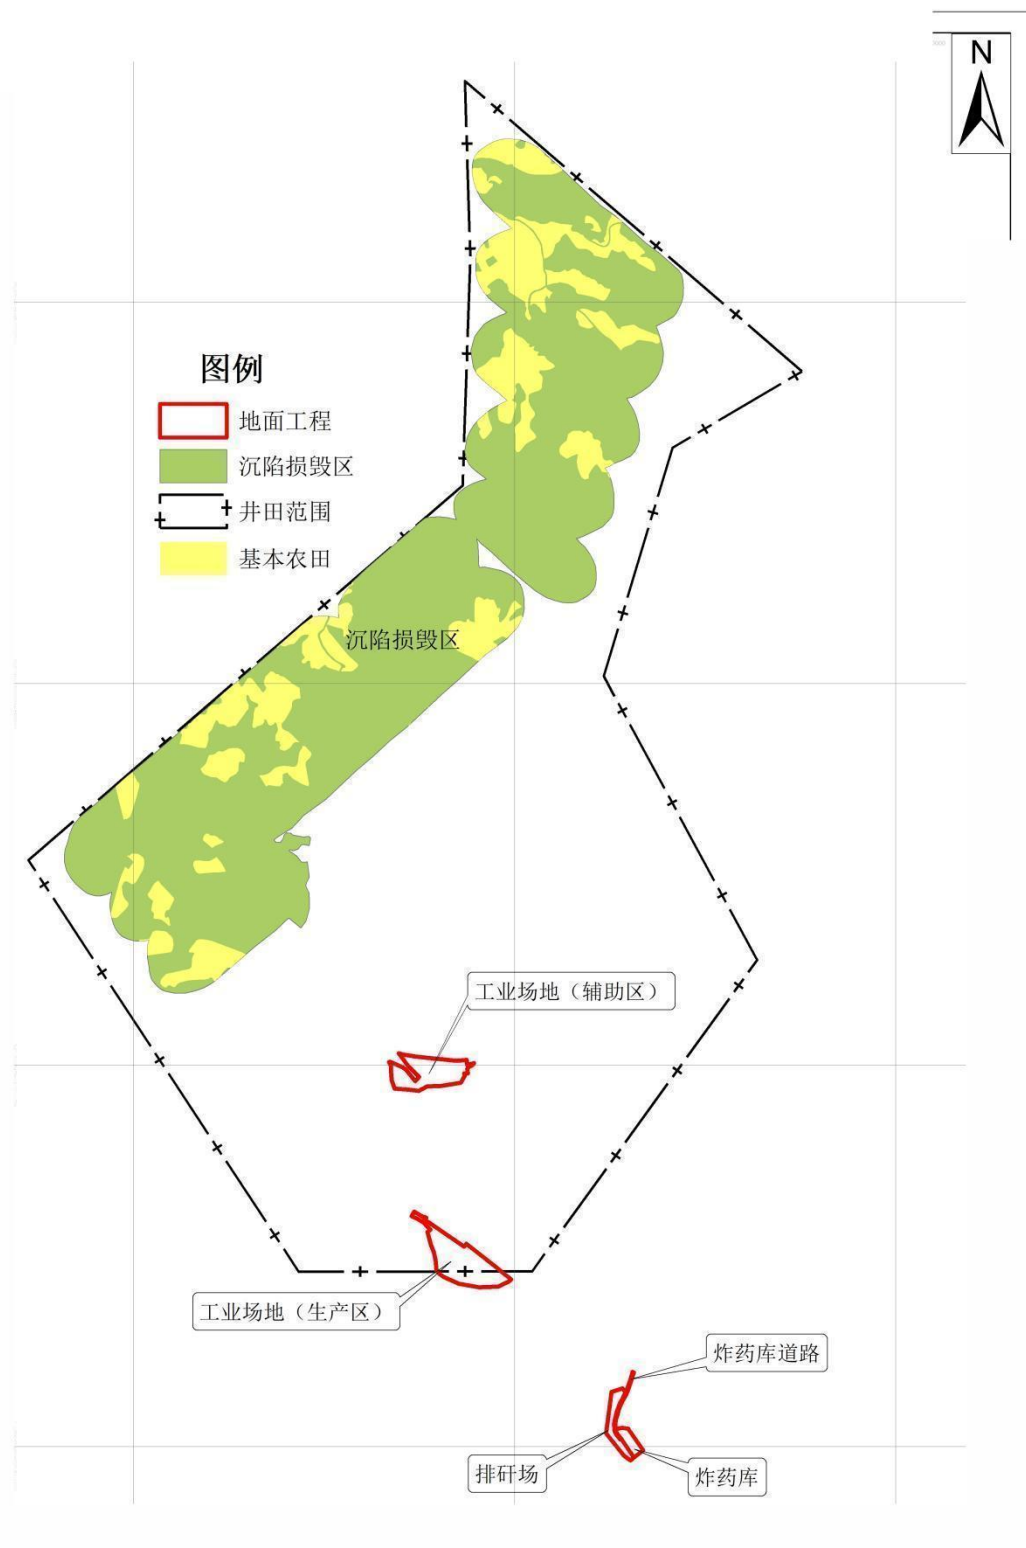 N
图例
地面工程
沉陷损毁区
井田范围
基本农田
沉陷损毁区
工业场地（辅助区）
工业场地（生产区）
炸药库道路
排矸场
炸药库